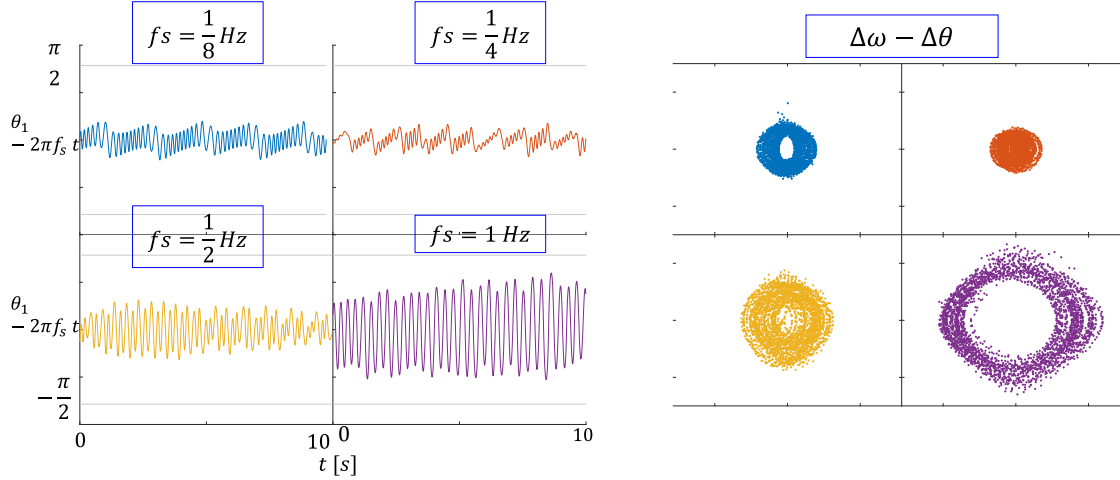 fs = 1/8 Hz
fs = 1/4 Hz
Δω − Δθ
π/2
θ₁
− 2πfₛ t
fs = 1/2 Hz
fs = 1 Hz
θ₁
− 2πfₛ t
−π/2
0
10
0
10
t [s]